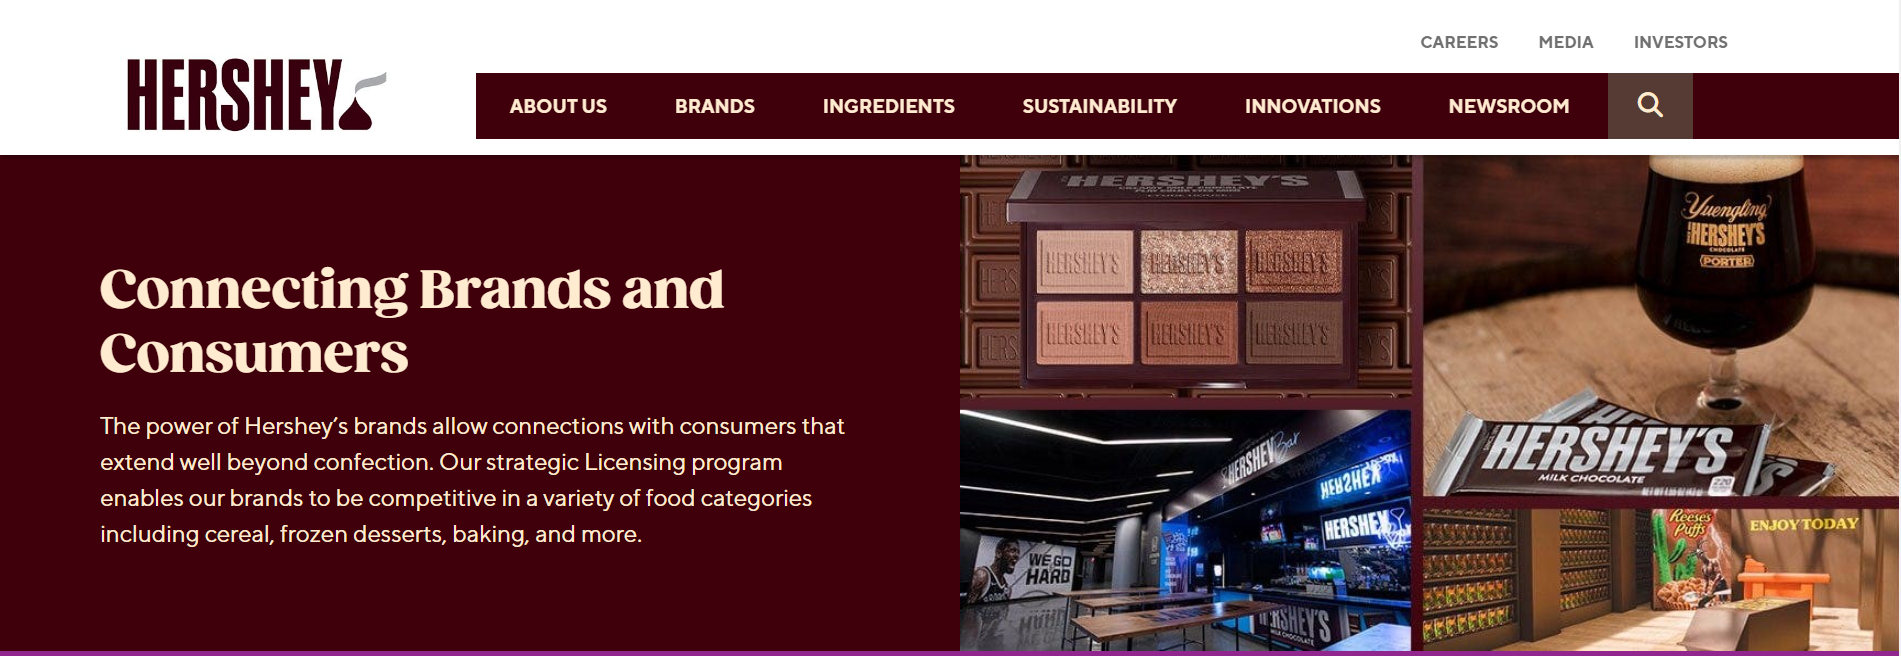 CAREERS MEDIA INVESTORS
HERSHEY
ABOUT US BRANDS INGREDIENTS SUSTAINABILITY INNOVATIONS NEWSROOM
Connecting Brands and
Consumers
The power of Hershey's brands allow connections with consumers that
extend well beyond confection. Our strategic Licensing program
enables our brands to be competitive in a variety of food categories
including cereal, frozen desserts, baking, and more.
HERSHEY'S
CREAMY MILK CHOCOLATE
HERSHEY'S HERSHEY'S HERSHEY'S
HERSHEY'S HERSHEY'S HERSHEY'S
Yuengling
HERSHEY'S
CHOCOLATE
PORTER
HERSHEY'S
MILK CHOCOLATE
220
HERSHEY Bar
HERSHEY
HERSHEY
WE GO
HARD
HERSHEY'S
MILK CHOCOLATE
Reese's
Puffs
ENJOY TODAY